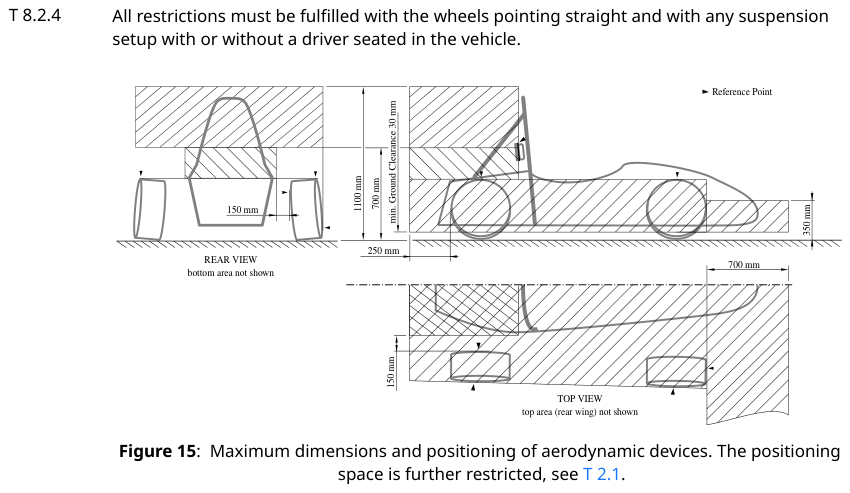 T 8.2.4 All restrictions must be fulfilled with the wheels pointing straight and with any suspension
setup with or without a driver seated in the vehicle.
Reference Point
1100 mm
700 mm
min. Ground Clearance 30 mm
150 mm
350 mm
250 mm
REAR VIEW
bottom area not shown
700 mm
150 mm
TOP VIEW
top area (rear wing) not shown
Figure 15: Maximum dimensions and positioning of aerodynamic devices. The positioning
space is further restricted, see T 2.1.